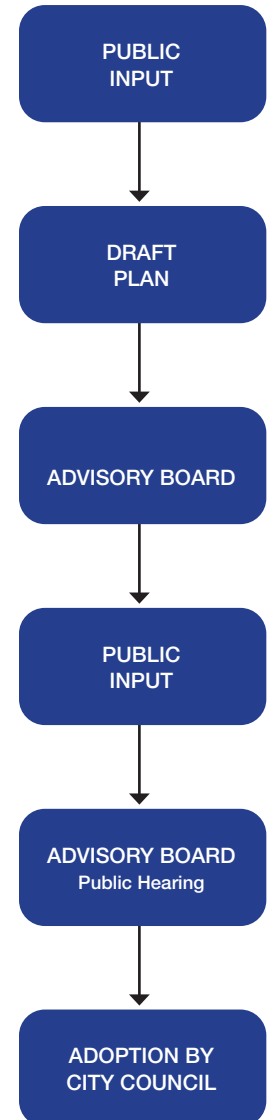 PUBLIC
INPUT
DRAFT
PLAN
ADVISORY BOARD
PUBLIC
INPUT
ADVISORY BOARD
Public Hearing
ADOPTION BY
CITY COUNCIL